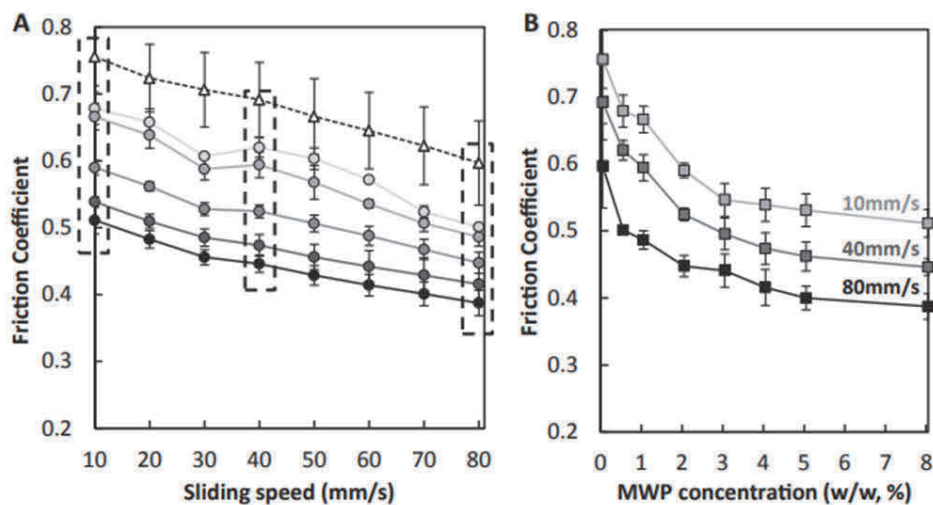 A
Friction Coefficient
0.8
0.7
0.6
0.5
0.4
0.3
0.2
10 20 30 40 50 60 70 80
Sliding speed (mm/s)
B
Friction Coefficient
0.8
0.7
0.6
0.5
0.4
0.3
0.2
10mm/s
40mm/s
80mm/s
0 1 2 3 4 5 6 7 8
MWP concentration (w/w, %)